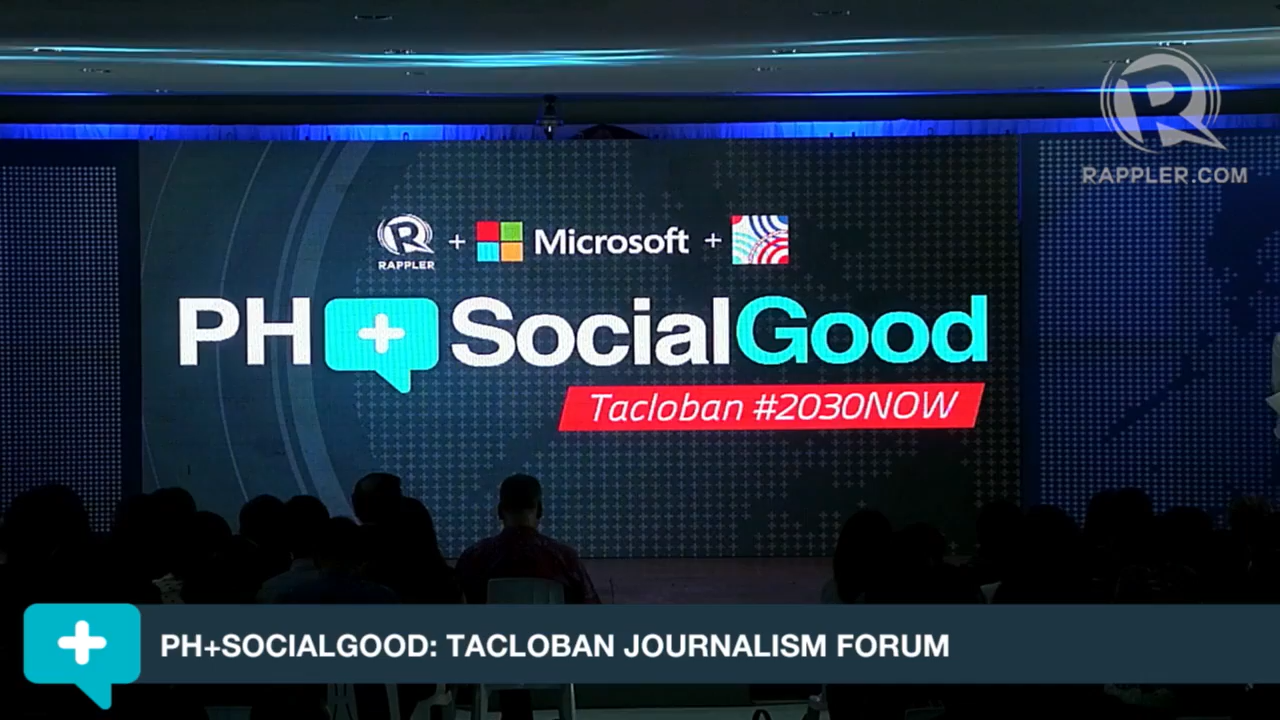 RAPPLER.COM
RAPPLER + Microsoft +
PH + SocialGood
Tacloban #2030NOW
PH+SOCIALGOOD: TACLOBAN JOURNALISM FORUM